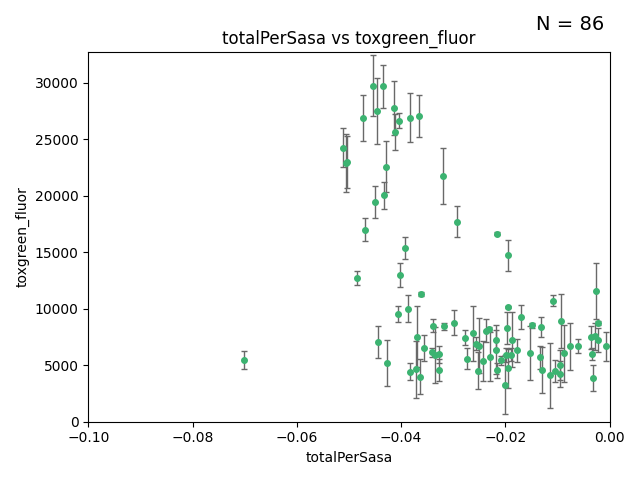 N = 86
totalPerSasa vs toxgreen_fluor
30000
25000
20000
15000
10000
5000
0
toxgreen_fluor
−0.10 −0.08 −0.06 −0.04 −0.02 0.00
totalPerSasa